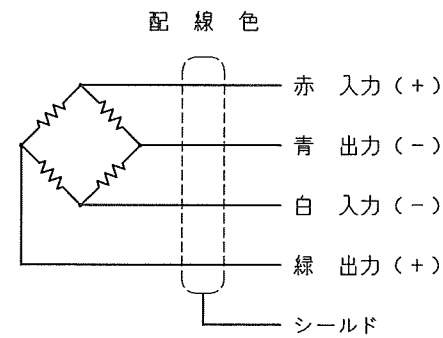 配線色
赤 入力(+)
青 出力(-)
白 入力(-)
緑 出力(+)
シールド